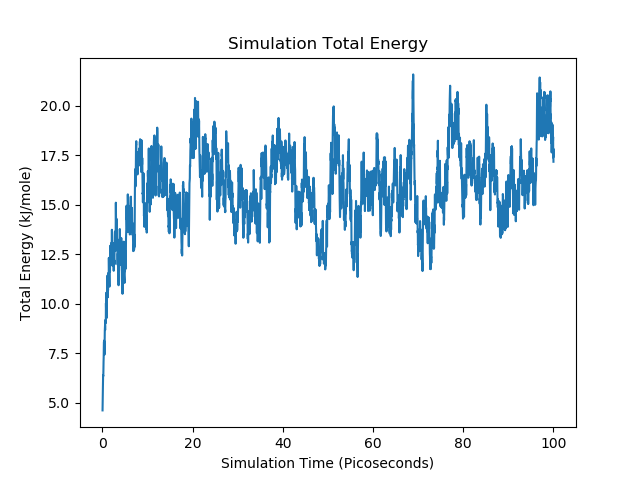 Simulation Total Energy
Total Energy (kJ/mole)
20.0
17.5
15.0
12.5
10.0
7.5
5.0
0 20 40 60 80 100
Simulation Time (Picoseconds)